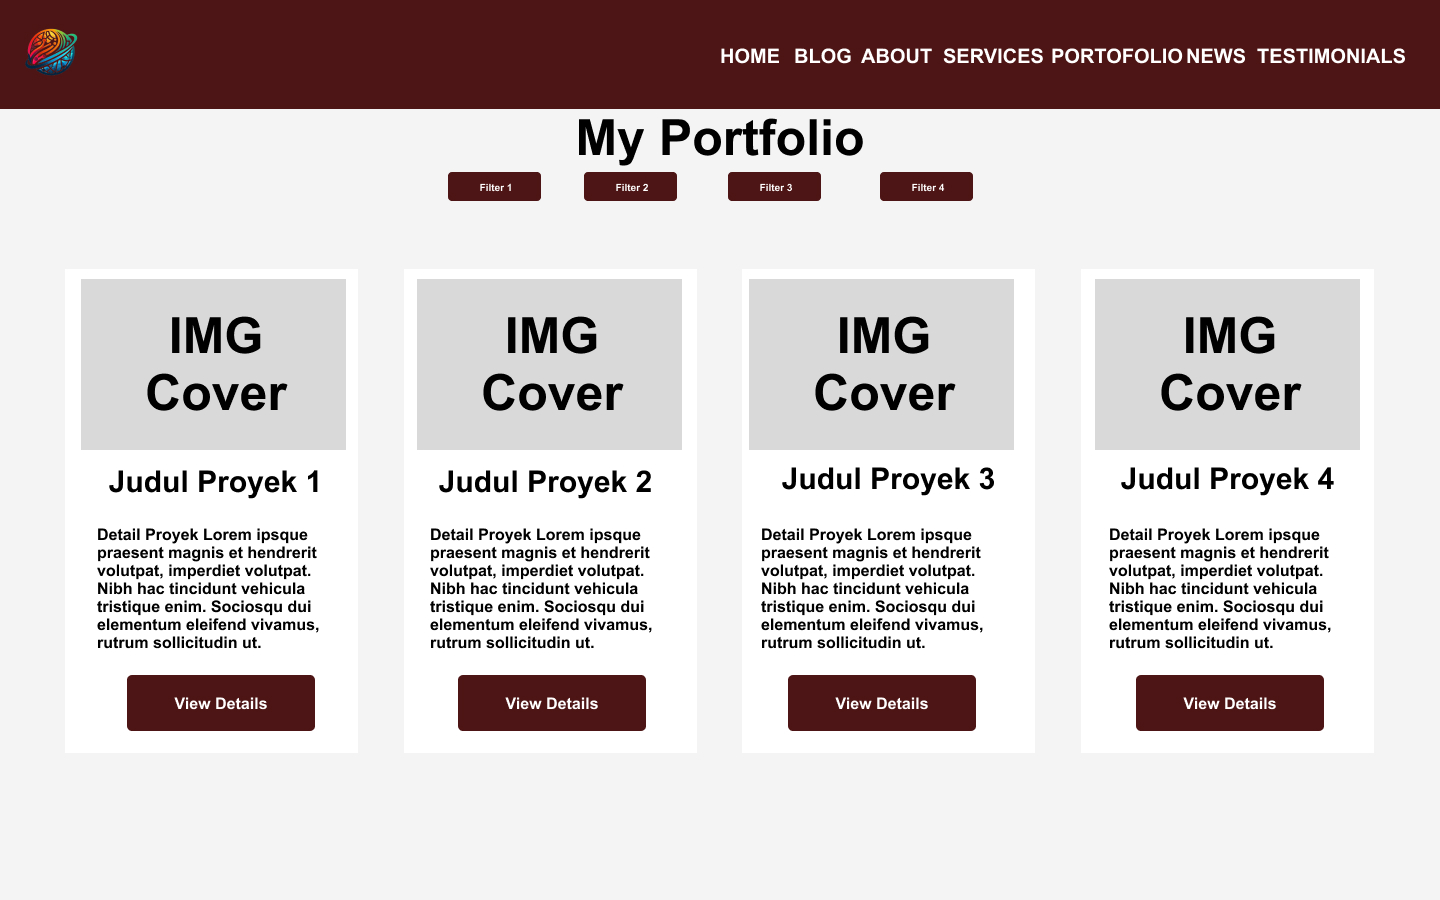 HOME BLOG ABOUT SERVICES PORTOFOLIO NEWS TESTIMONIALS
My Portfolio
Filter 1
Filter 2
Filter 3
Filter 4
IMG
Cover
Judul Proyek 1
Detail Proyek Lorem ipsque
praesent magnis et hendrerit
volutpat, imperdiet volutpat.
Nibh hac tincidunt vehicula
tristique enim. Sociosqu dui
elementum eleifend vivamus,
rutrum sollicitudin ut.
View Details
IMG
Cover
Judul Proyek 2
Detail Proyek Lorem ipsque
praesent magnis et hendrerit
volutpat, imperdiet volutpat.
Nibh hac tincidunt vehicula
tristique enim. Sociosqu dui
elementum eleifend vivamus,
rutrum sollicitudin ut.
View Details
IMG
Cover
Judul Proyek 3
Detail Proyek Lorem ipsque
praesent magnis et hendrerit
volutpat, imperdiet volutpat.
Nibh hac tincidunt vehicula
tristique enim. Sociosqu dui
elementum eleifend vivamus,
rutrum sollicitudin ut.
View Details
IMG
Cover
Judul Proyek 4
Detail Proyek Lorem ipsque
praesent magnis et hendrerit
volutpat, imperdiet volutpat.
Nibh hac tincidunt vehicula
tristique enim. Sociosqu dui
elementum eleifend vivamus,
rutrum sollicitudin ut.
View Details